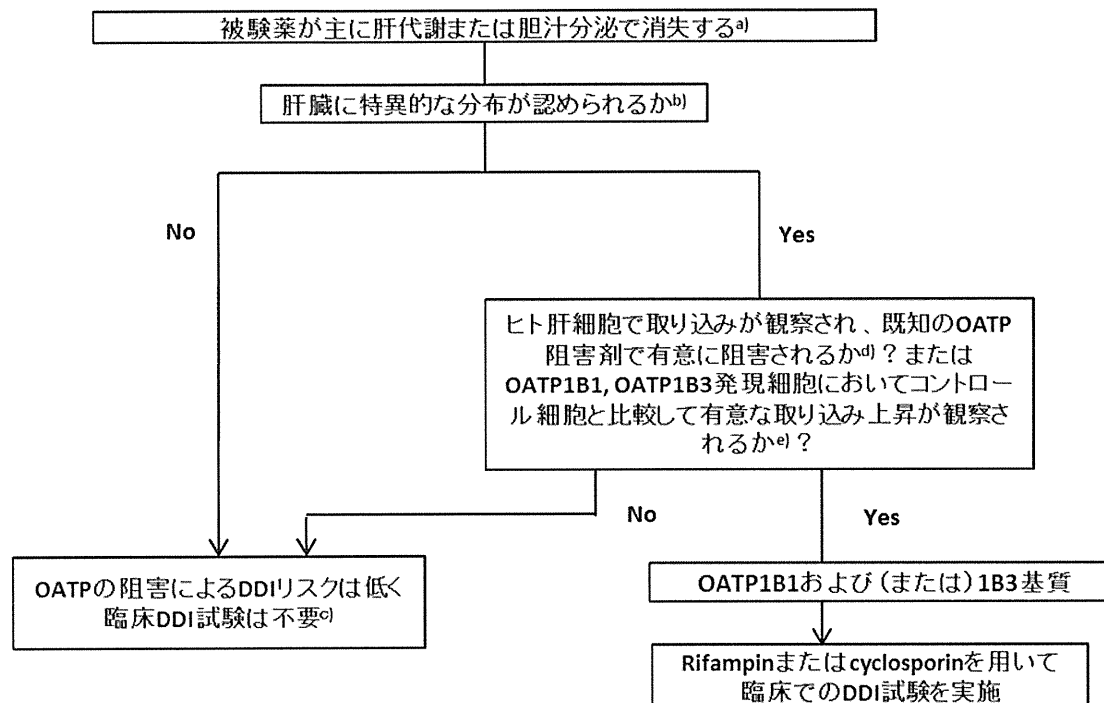 被験薬が主に肝代謝または胆汁分泌で消失するa)
肝臓に特異的な分布が認められるかb)
No
Yes
ヒト肝細胞で取り込みが観察され、既知のOATP
阻害剤で有意に阻害されるかd)？または
OATP1B1, OATP1B3発現細胞においてコントロー
ル細胞と比較して有意な取り込み上昇が観察さ
れるかe)？
No
Yes
OATPの阻害によるDDIリスクは低く
臨床DDI試験は不要c)
OATP1B1および（または）1B3基質
Rifampinまたはcyclosporinを用いて
臨床でのDDI試験を実施